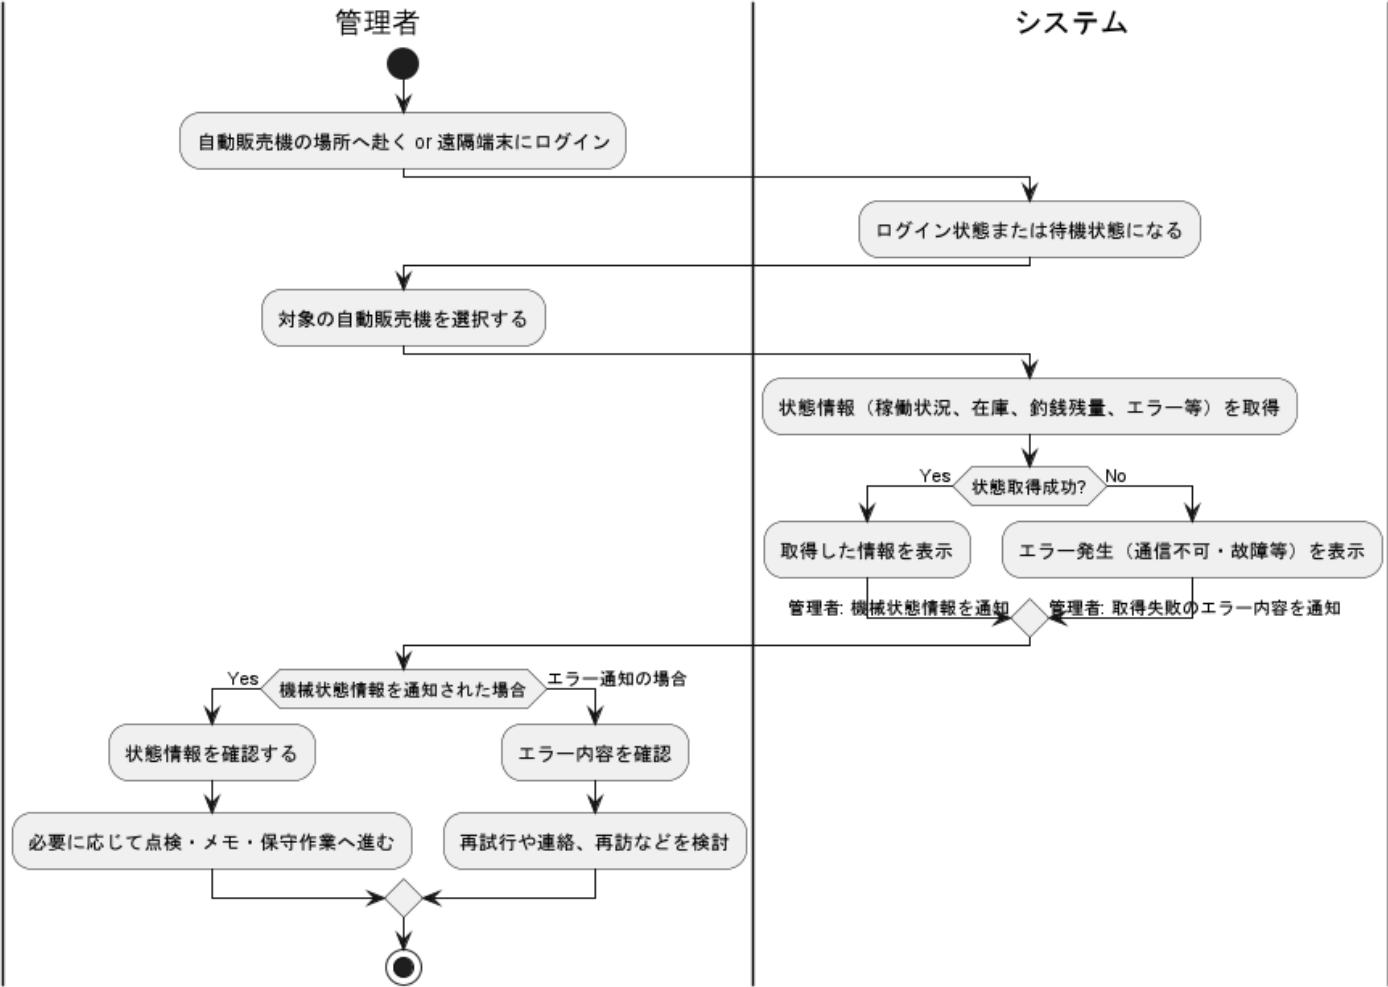 管理者
システム
自動販売機の場所へ赴く or 遠隔端末にログイン
ログイン状態または待機状態になる
対象の自動販売機を選択する
状態情報（稼働状況、在庫、釣銭残量、エラー等）を取得
Yes
状態取得成功?
No
取得した情報を表示
エラー発生（通信不可・故障等）を表示
管理者: 機械状態情報を通知
管理者: 取得失敗のエラー内容を通知
Yes
機械状態情報を通知された場合
エラー通知の場合
状態情報を確認する
エラー内容を確認
必要に応じて点検・メモ・保守作業へ進む
再試行や連絡、再訪などを検討